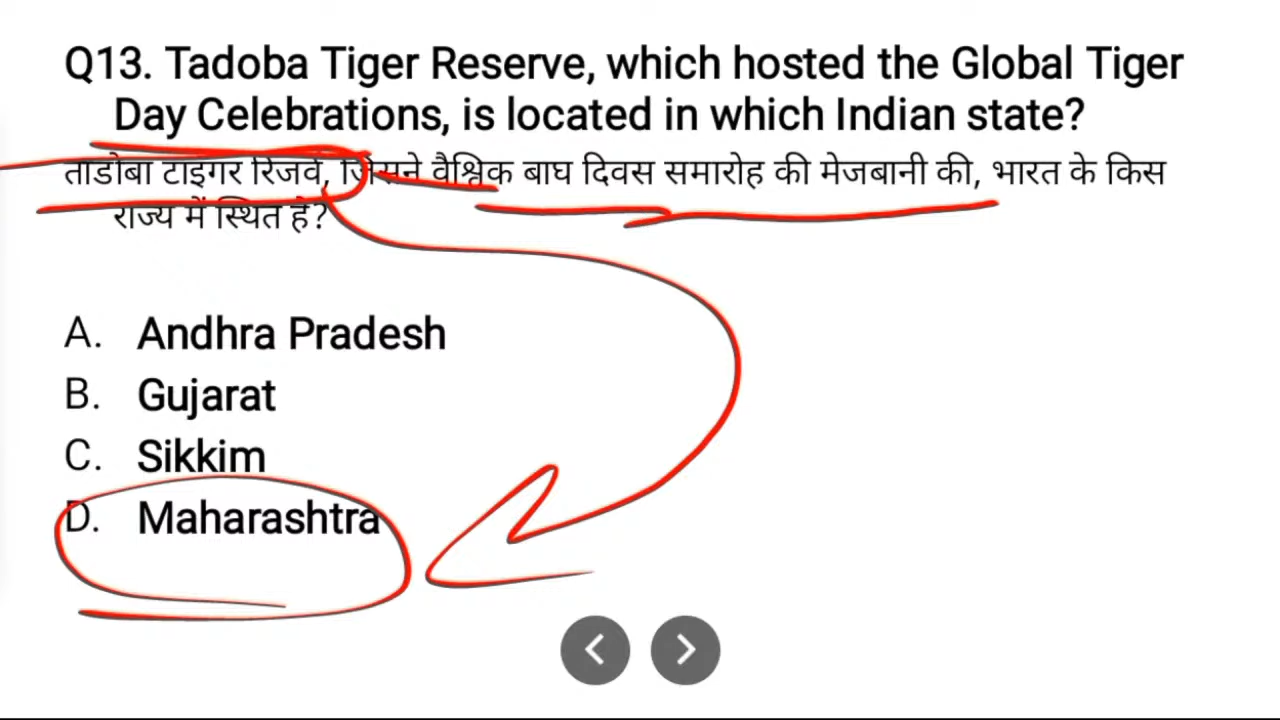 Q13. Tadoba Tiger Reserve, which hosted the Global Tiger
Day Celebrations, is located in which Indian state?
ताडोबा टाइगर रिजर्व, जिसने वैश्विक बाघ दिवस समारोह की मेजबानी की, भारत के किस
राज्य में स्थित है?
A. Andhra Pradesh
B. Gujarat
C. Sikkim
D. Maharashtra